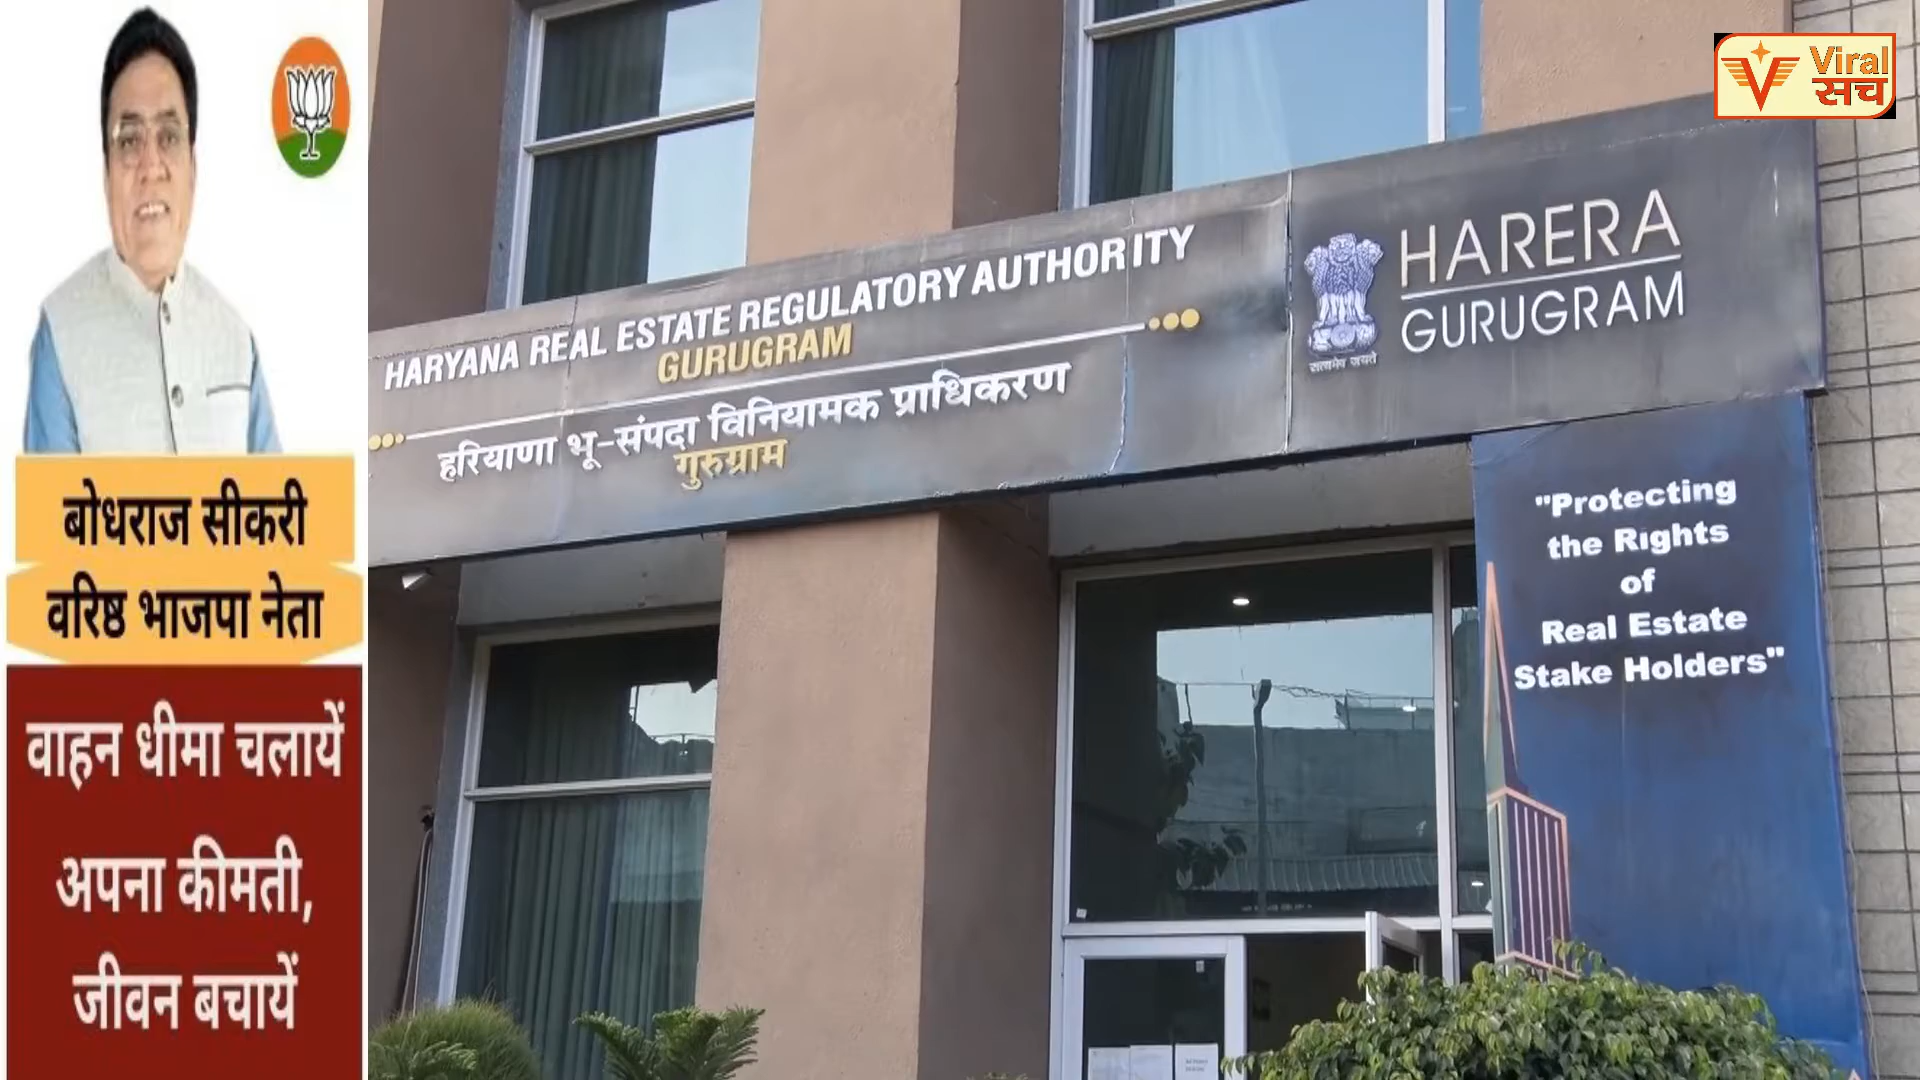 बोधराज सीकरी
वरिष्ठ भाजपा नेता
वाहन धीमा चलायें
अपना कीमती,
जीवन बचायें
HARYANA REAL ESTATE REGULATORY AUTHORITY
GURUGRAM
हरियाणा भू-संपदा विनियामक प्राधिकरण
गुरुग्राम
सत्यमेव जयते
HARERA
GURUGRAM
"Protecting
the Rights
of
Real Estate
Stake Holders"
Viral
सच